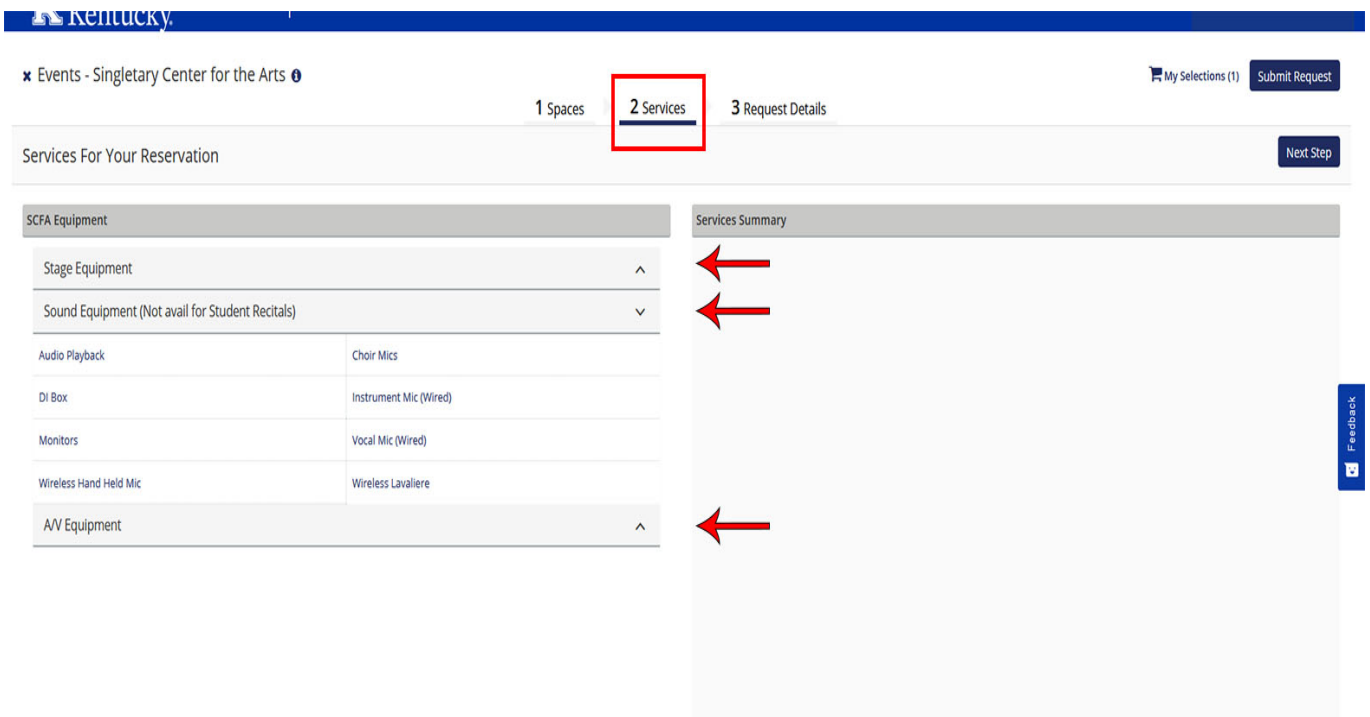 Kentucky.
Events - Singletary Center for the Arts
My Selections (1)
Submit Request
1 Spaces
2 Services
3 Request Details
Services For Your Reservation
Next Step
SCFA Equipment
Services Summary
Stage Equipment
Sound Equipment (Not avail for Student Recitals)
Audio Playback
Choir Mics
DI Box
Instrument Mic (Wired)
Monitors
Vocal Mic (Wired)
Wireless Hand Held Mic
Wireless Lavaliere
A/V Equipment
Feedback